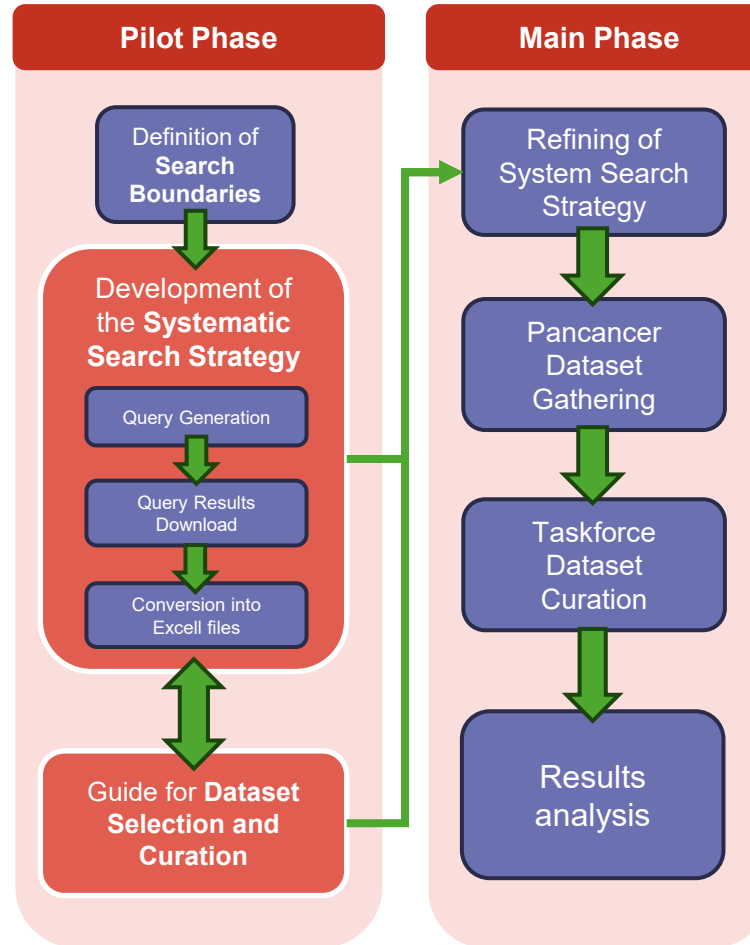 Pilot Phase
Definition of
Search
Boundaries
Development of
the Systematic
Search Strategy
Query Generation
Query Results
Download
Conversion into
Excell files
Guide for Dataset
Selection and
Curation
Main Phase
Refining of
System Search
Strategy
Pancancer
Dataset
Gathering
Taskforce
Dataset
Curation
Results
analysis